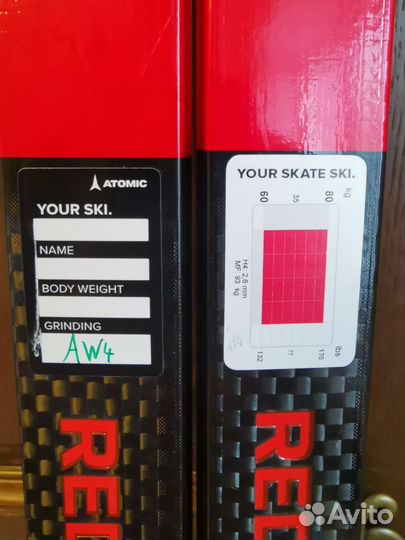 ATOMIC
YOUR SKI.
NAME
BODY WEIGHT
GRINDING
AW4
RED
YOUR SKATE SKI.
kg
60
35
80
H4: 2,6 mm
MF: 93 kg
lbs
132
77
176
RED
Avito